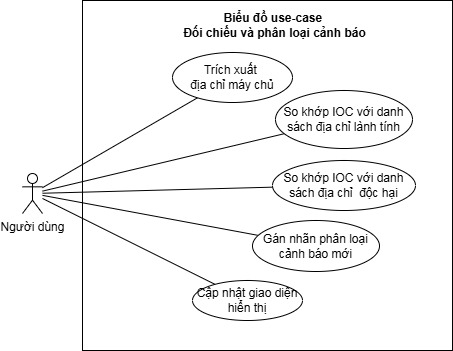 Biểu đồ use-case
Đối chiếu và phân loại cảnh báo
Trích xuất
địa chỉ máy chủ
So khớp IOC với danh
sách địa chỉ lành tính
So khớp IOC với danh
sách địa chỉ độc hại
Người dùng
Gán nhãn phân loại
cảnh báo mới
Cập nhật giao diện
hiển thị